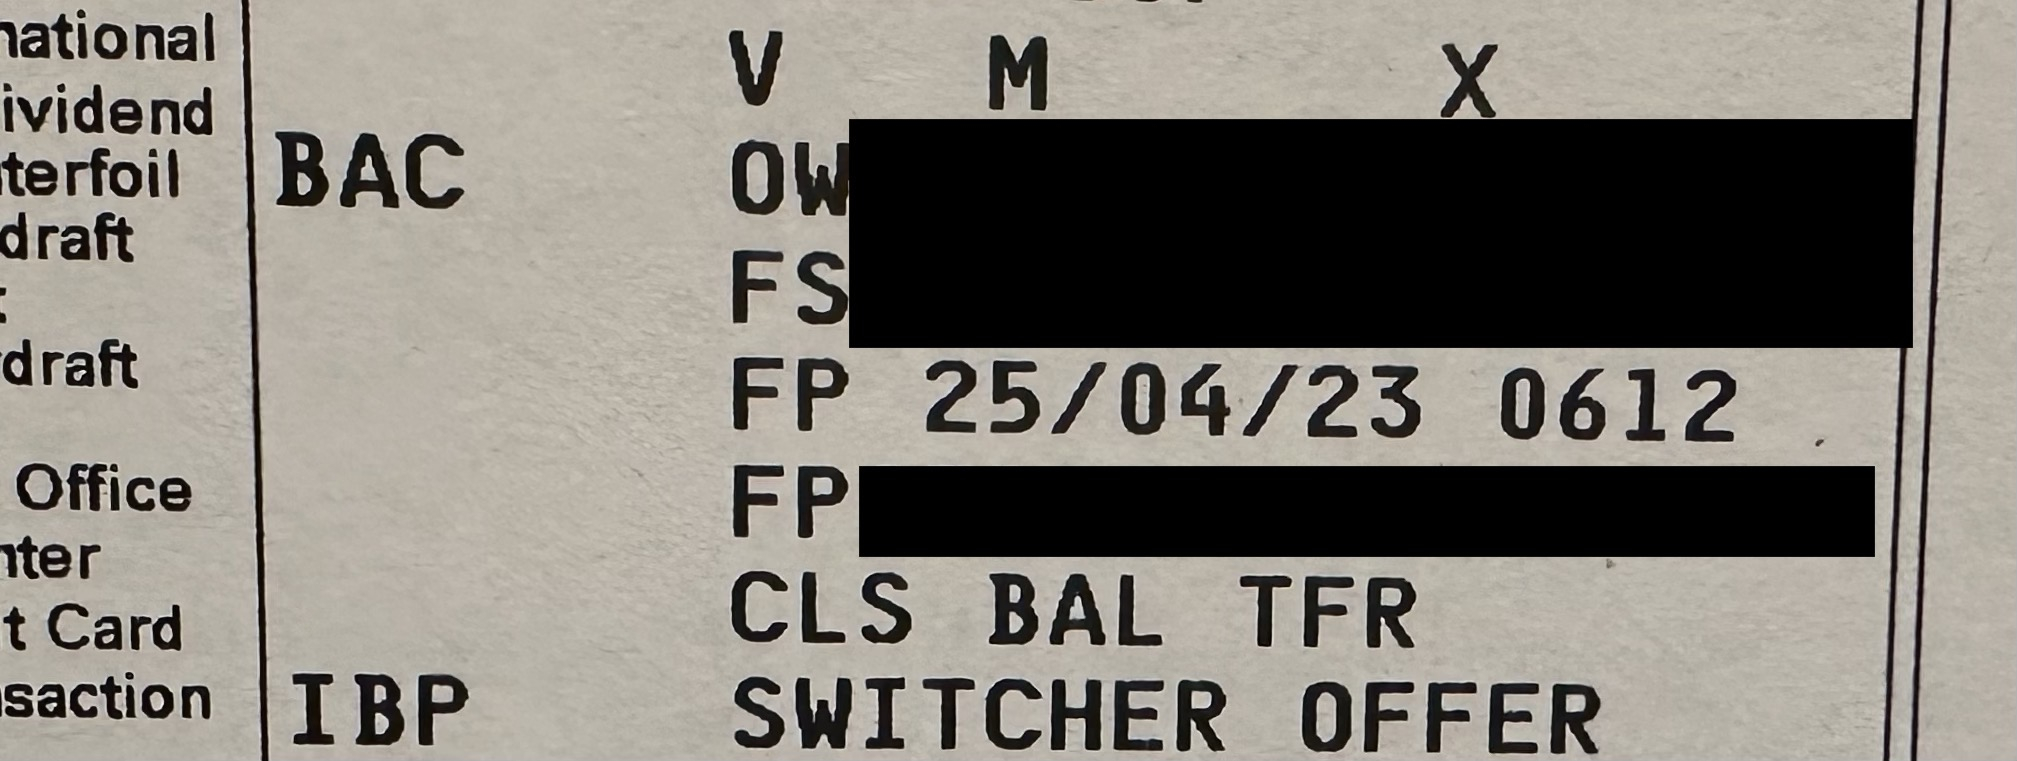 national
V M X
ividend
terfoil
BAC OW
draft
FS
draft
FP 25/04/23 0612
Office
FP
nter
CLS BAL TFR
t Card
saction
IBP SWITCHER OFFER